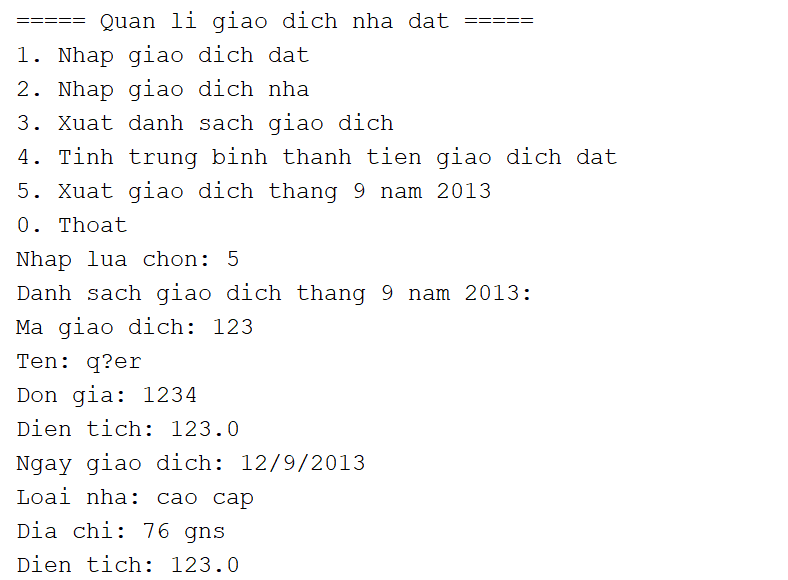 ===== Quan li giao dich nha dat =====
1. Nhap giao dich dat
2. Nhap giao dich nha
3. Xuat danh sach giao dich
4. Tinh trung binh thanh tien giao dich dat
5. Xuat giao dich thang 9 nam 2013
0. Thoat
Nhap lua chon: 5
Danh sach giao dich thang 9 nam 2013:
Ma giao dich: 123
Ten: q?er
Don gia: 1234
Dien tich: 123.0
Ngay giao dich: 12/9/2013
Loai nha: cao cap
Dia chi: 76 gns
Dien tich: 123.0